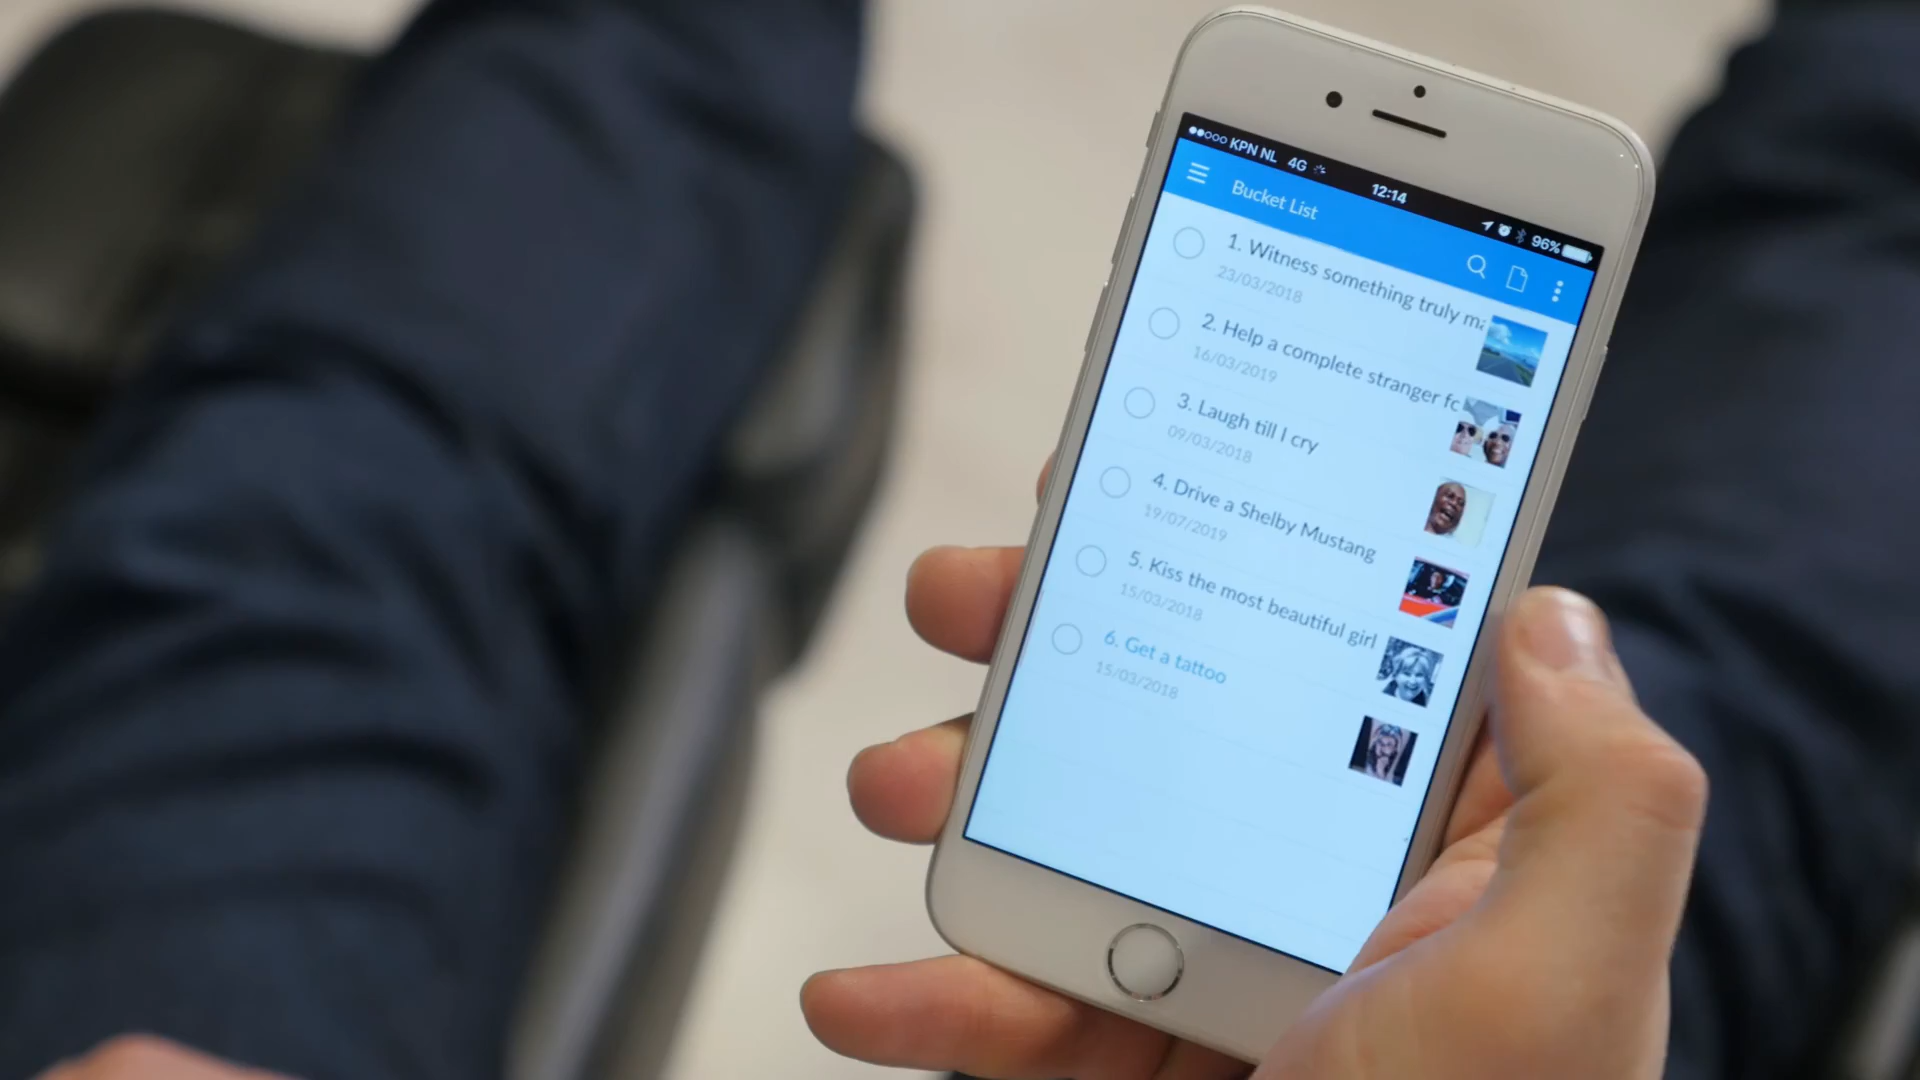 KPN NL 4G 12:14 96%
Bucket List
1. Witness something truly
23/03/2018
2. Help a complete stranger
16/03/2019
3. Laugh till I cry
09/03/2018
4. Drive a Shelby Mustang
19/07/2019
5. Kiss the most beautiful girl
15/03/2018
6. Get a tattoo
15/03/2018